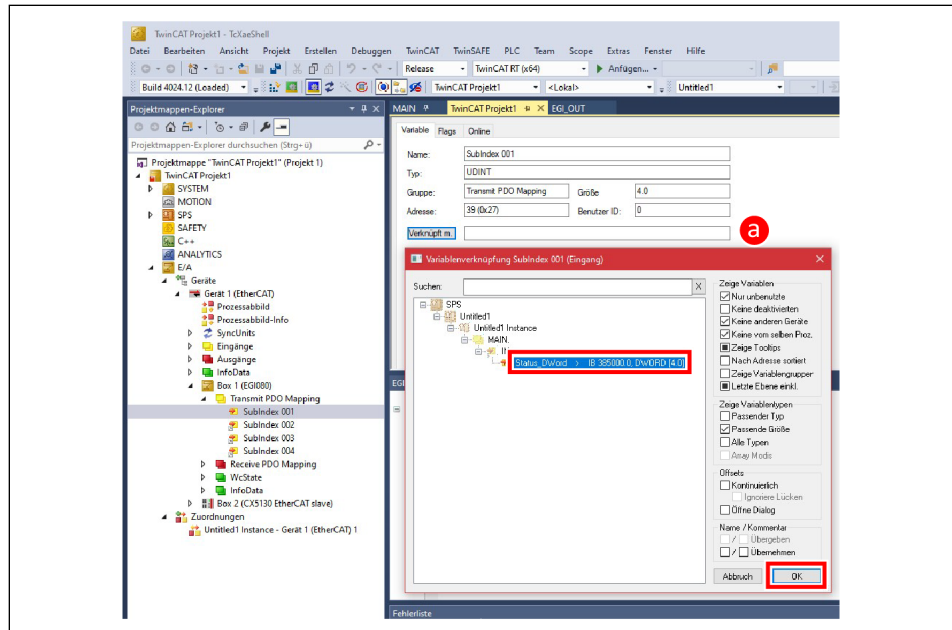 TwinCAT Projekt1 - TcXaeShell
Datei Bearbeiten Ansicht Projekt Erstellen Debuggen TwinCAT TwinSAFE PLC Team Scope Extras Fenster Hilfe
Release TwinCAT RT (x64) Anfügen...
Build 4024.12 (Loaded) TwinCAT Projekt1 <Lokal> Untitled1
Projektmappen-Explorer
MAIN TwinCAT Projekt1 EGI_OUT
Projektmappen-Explorer durchsuchen (Strg+ü)
Projektmappe "TwinCAT Projekt1" (Projekt 1)
TwinCAT Projekt1
SYSTEM
MOTION
SPS
SAFETY
C++
ANALYTICS
E/A
Geräte
Gerät 1 (EtherCAT)
Prozessabbild
Prozessabbild-Info
SyncUnits
Eingänge
Ausgänge
InfoData
Box 1 (EGI080)
Transmit PDO Mapping
SubIndex 001
SubIndex 002
SubIndex 003
SubIndex 004
Receive PDO Mapping
WcState
InfoData
Box 2 (CX5130 EtherCAT slave)
Zuordnungen
Untitled1 Instance - Gerät 1 (EtherCAT) 1
Variable Flags Online
Name: SubIndex 001
Typ: UDINT
Gruppe: Transmit PDO Mapping Größe 4.0
Adresse: 39 (0x27) Benutzer ID: 0
Verknüpft m.
a
Variablenverknüpfung SubIndex 001 (Eingang)
Suchen: X
SPS
Untitled1
Untitled1 Instance
MAIN.
Status_DWord > IB 385000.0, DWORD [4.0]
Zeige Variablen
Nur unbenutzte
Keine deaktivierten
Keine anderen Geräte
Keine vom selben Proz.
Zeige Tooltips
Nach Adresse sortiert
Zeige Variablengruppen
Letzte Ebene einkl.
Zeige Variablentypen
Passender Typ
Passende Größe
Alle Typen
Array Modis
Offsets
Kontinuierlich
Ignoriere Lücken
Öffne Dialog
Name / Kommentar
/ Übergeben
/ Übernehmen
Abbruch OK
Fehlerliste